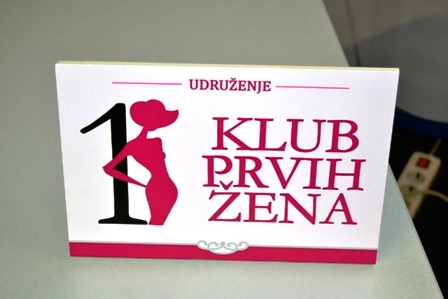 UDRUŽENJE
1
KLUB
PRVIH
ŽENA